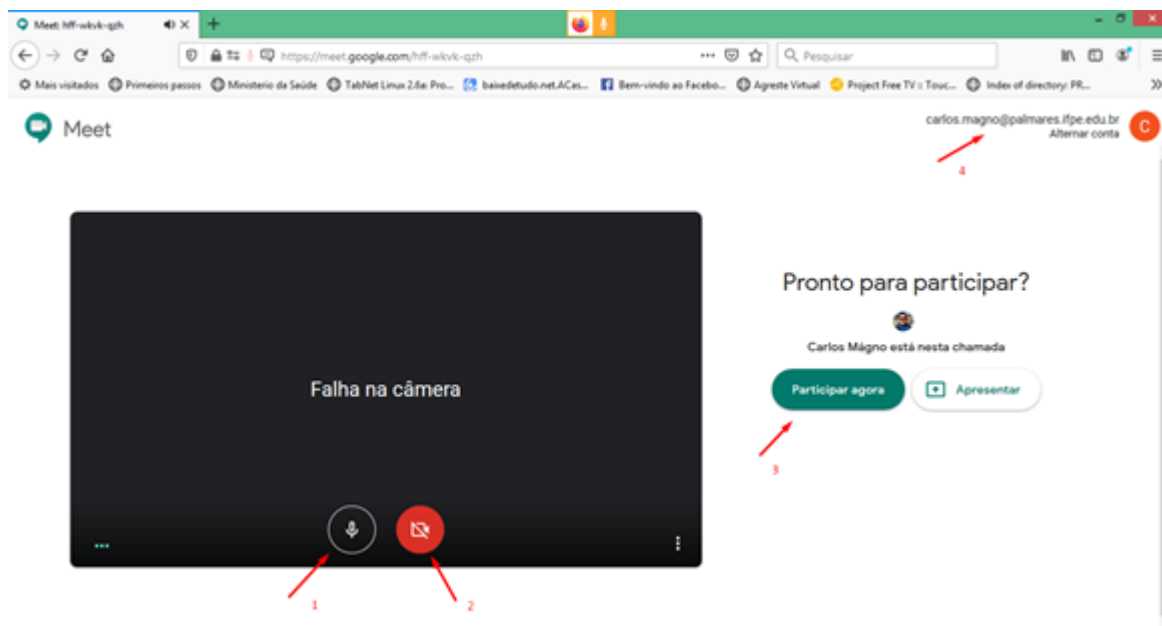 Meet: hff-wkvk-qzh
https://meet.google.com/hff-wkvk-qzh
Pesquisar
Mais visitados Primeiros passos Ministerio da Saúde TabNet Linux 2.6a: Pro... baixedetudo.net.ACas... Bem-vindo ao Facebo... Agreste Virtual Project Free TV :: Touc... Index of directory: PR...
Meet
carlos.magno@palmares.ifpe.edu.br
Alternar conta
C
4
Pronto para participar?
Carlos Mágno está nesta chamada
Falha na câmera
Participar agora
Apresentar
3
1
2